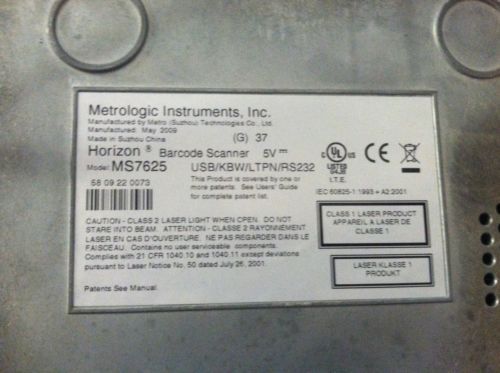 Metrologic Instruments, Inc.
Manufactured by Metro (Suzhou) Technologies Co., Ltd.
Manufactured: May 2009
Made in Suzhou China
(G) 37
Horizon ® Barcode Scanner 5V
Model: MS7625 USB/KBW/LTPN/RS232
58 09 22 0073
This Product is covered by one or
more patents. See Users' Guide
for complete patent list.
C UL US
LISTED
I.T.E.
CE
IEC 60825-1:1993 + A2:2001
CAUTION - CLASS 2 LASER LIGHT WHEN OPEN. DO NOT
STARE INTO BEAM. ATTENTION - CLASSE 2 RAYONNEMENT
LASER EN CAS D'OUVERTURE. NE PAS REGARDER DANS LE
FAISCEAU. Contains no user serviceable components.
Complies with 21 CFR 1040.10 and 1040.11 except deviations
pursuant to Laser Notice No. 50 dated July 26, 2001.
Patents See Manual.
CLASS 1 LASER PRODUCT
APPAREIL A LASER DE
CLASSE 1
LASER KLASSE 1
PRODUKT